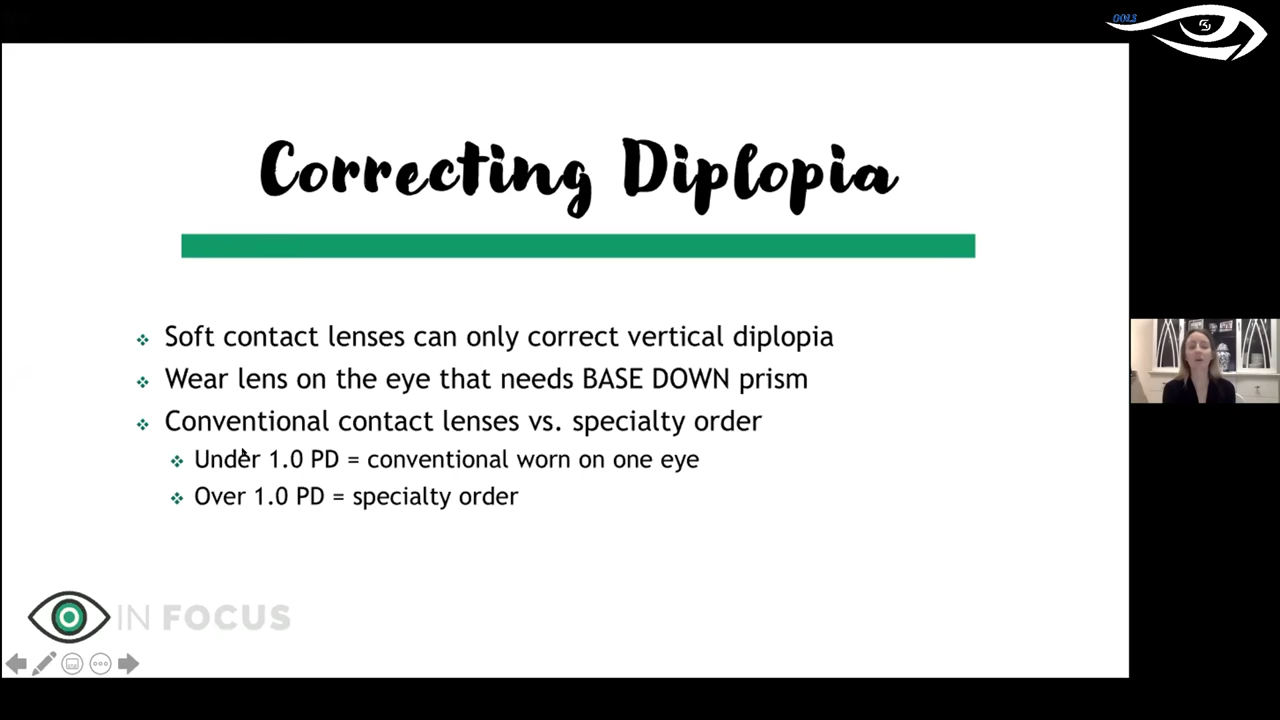 GOLS
Correcting Diplopia
Soft contact lenses can only correct vertical diplopia
Wear lens on the eye that needs BASE DOWN prism
Conventional contact lenses vs. specialty order
Under 1.0 PD = conventional worn on one eye
Over 1.0 PD = specialty order
IN FOCUS